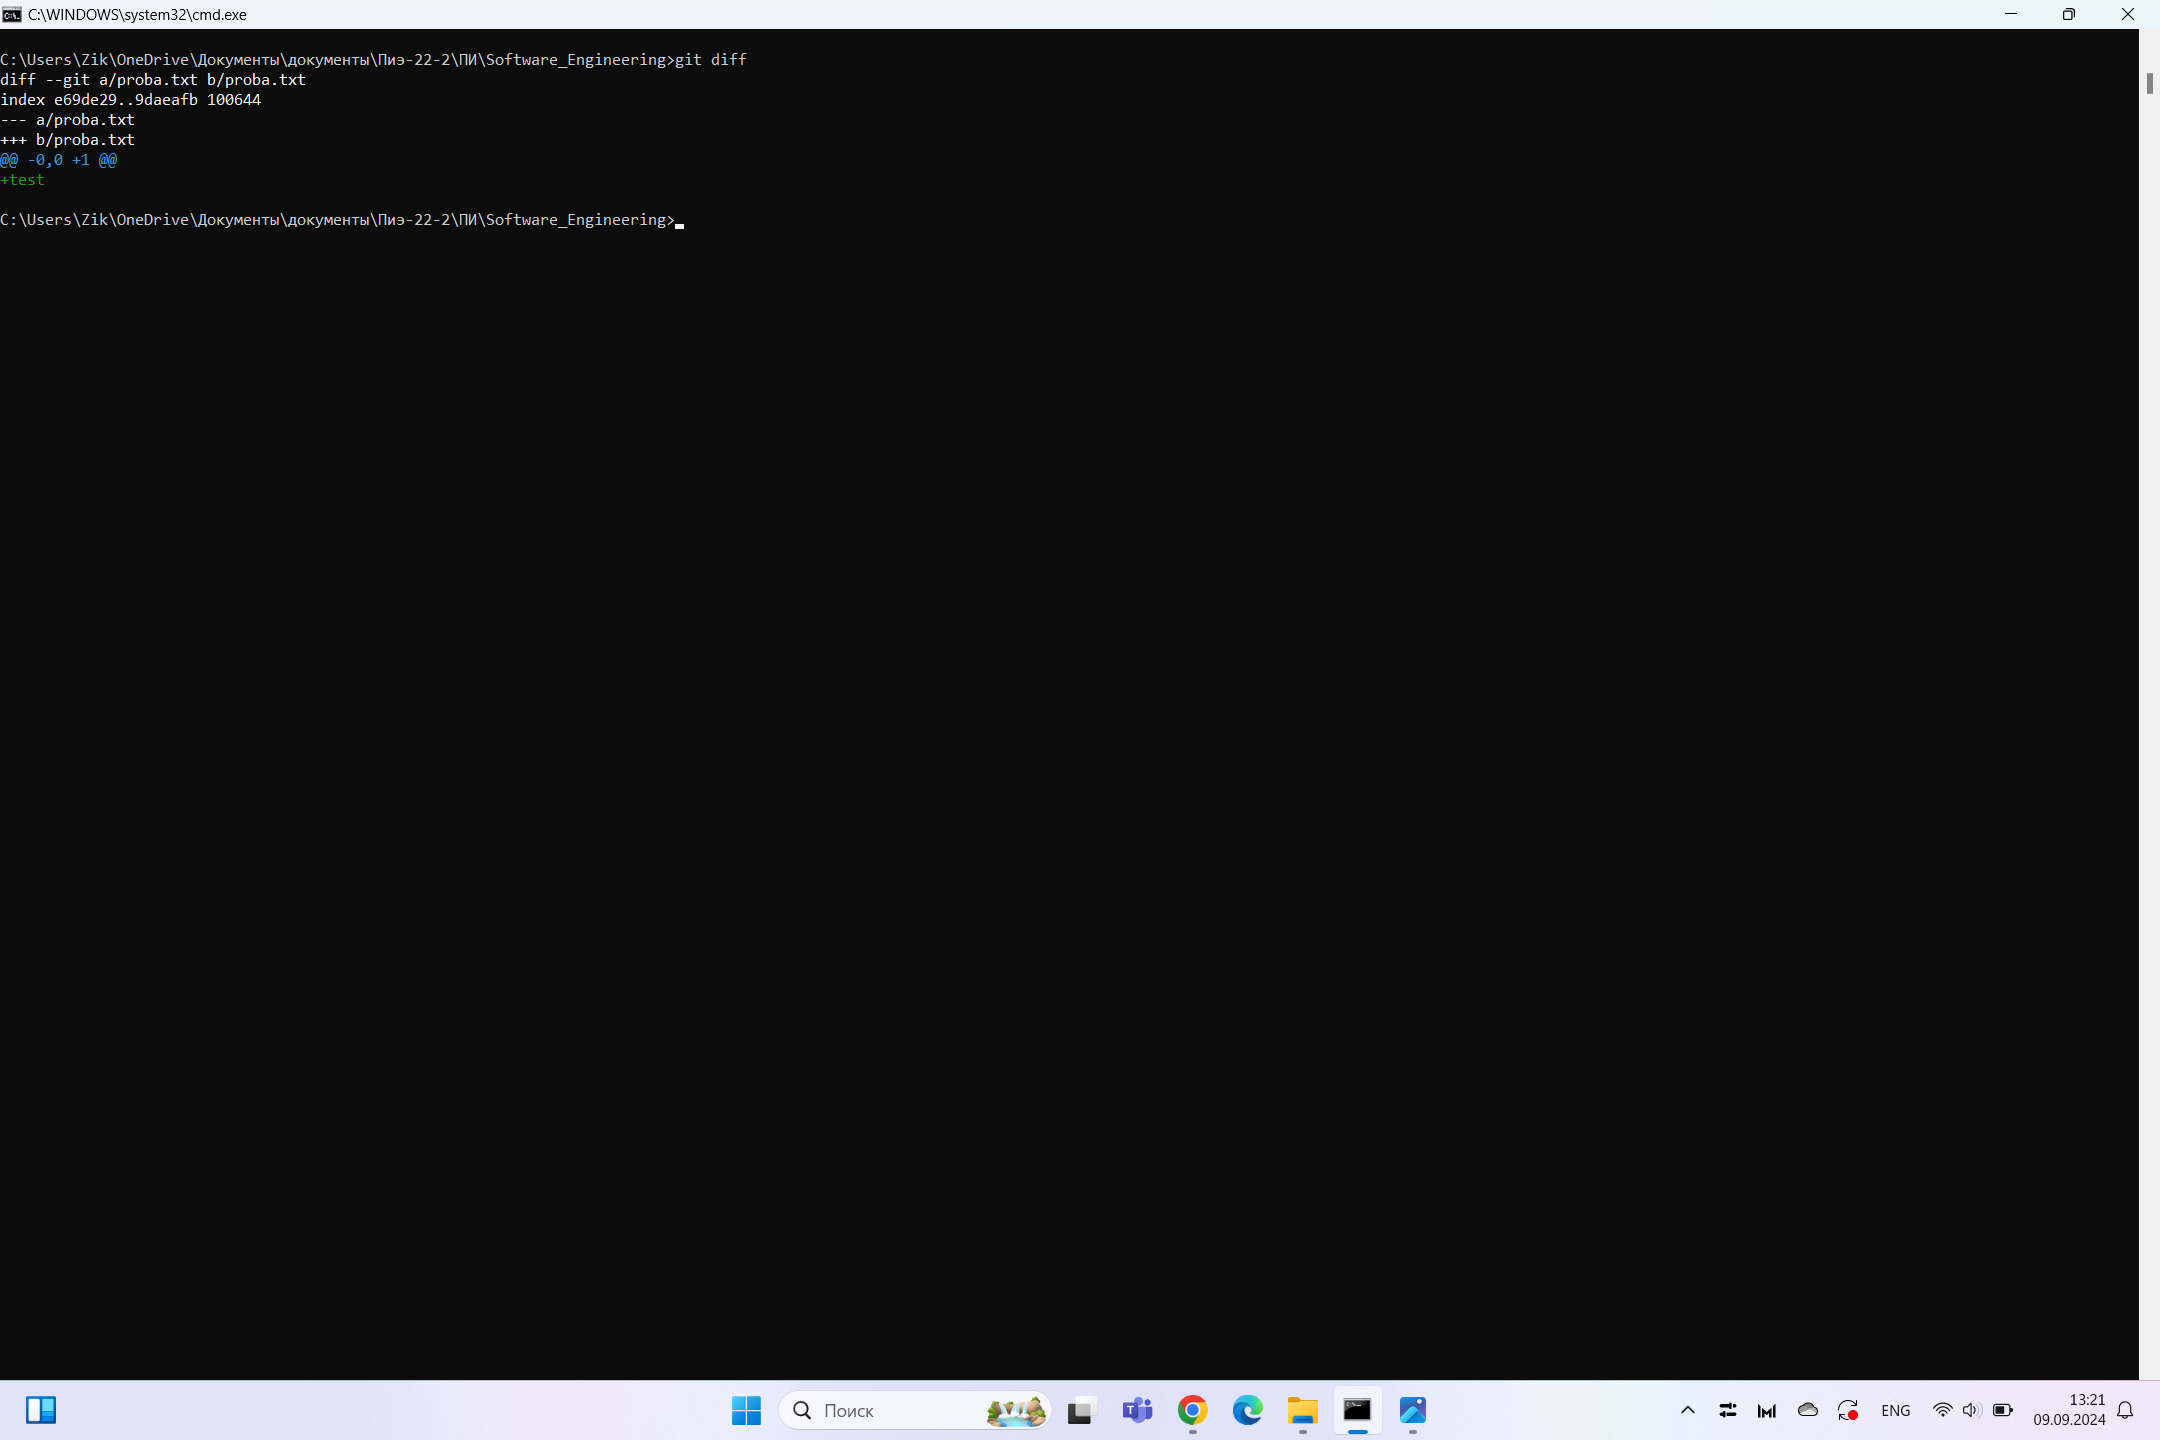 C:\WINDOWS\system32\cmd.exe
C:\Users\Zik\OneDrive\Документы\документы\Пиэ-22-2\ПИ\Software_Engineering>git diff
diff --git a/proba.txt b/proba.txt
index e69de29..9daeafb 100644
--- a/proba.txt
+++ b/proba.txt
@@ -0,0 +1 @@
+test
C:\Users\Zik\OneDrive\Документы\документы\Пиэ-22-2\ПИ\Software_Engineering>
Поиск
ENG
13:21
09.09.2024